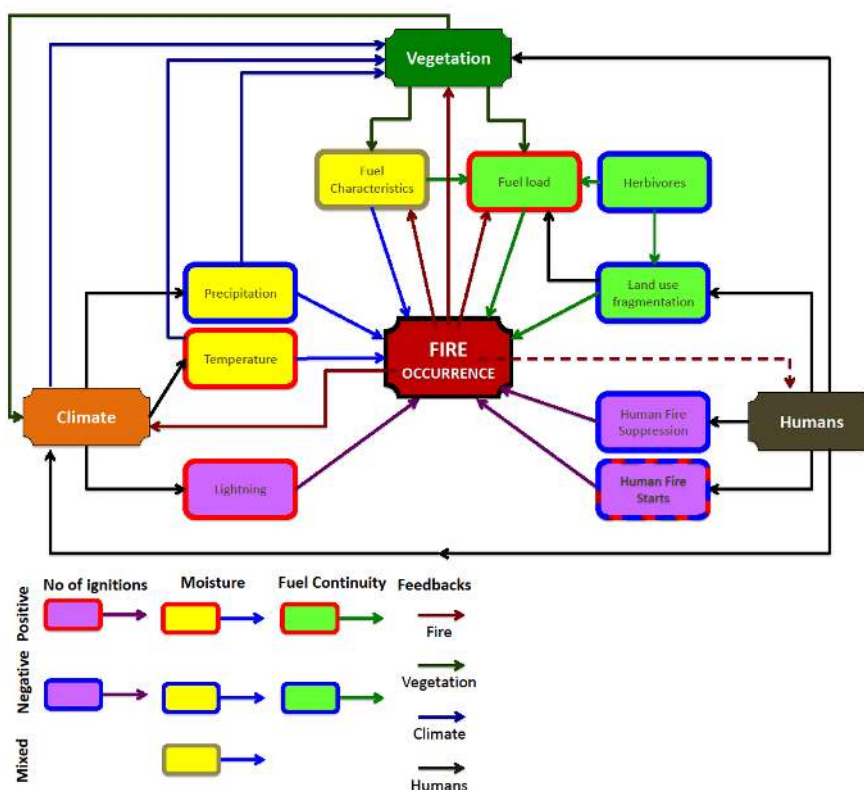 Vegetation
Fuel
Characteristics
Fuel load
Herbivores
Precipitation
Land use
fragmentation
Temperature
FIRE
OCCURRENCE
Climate
Human Fire
Suppression
Humans
Lightning
Human Fire
Starts
No of ignitions
Moisture
Fuel Continuity
Feedbacks
Positive
Fire
Negative
Vegetation
Climate
Mixed
Humans